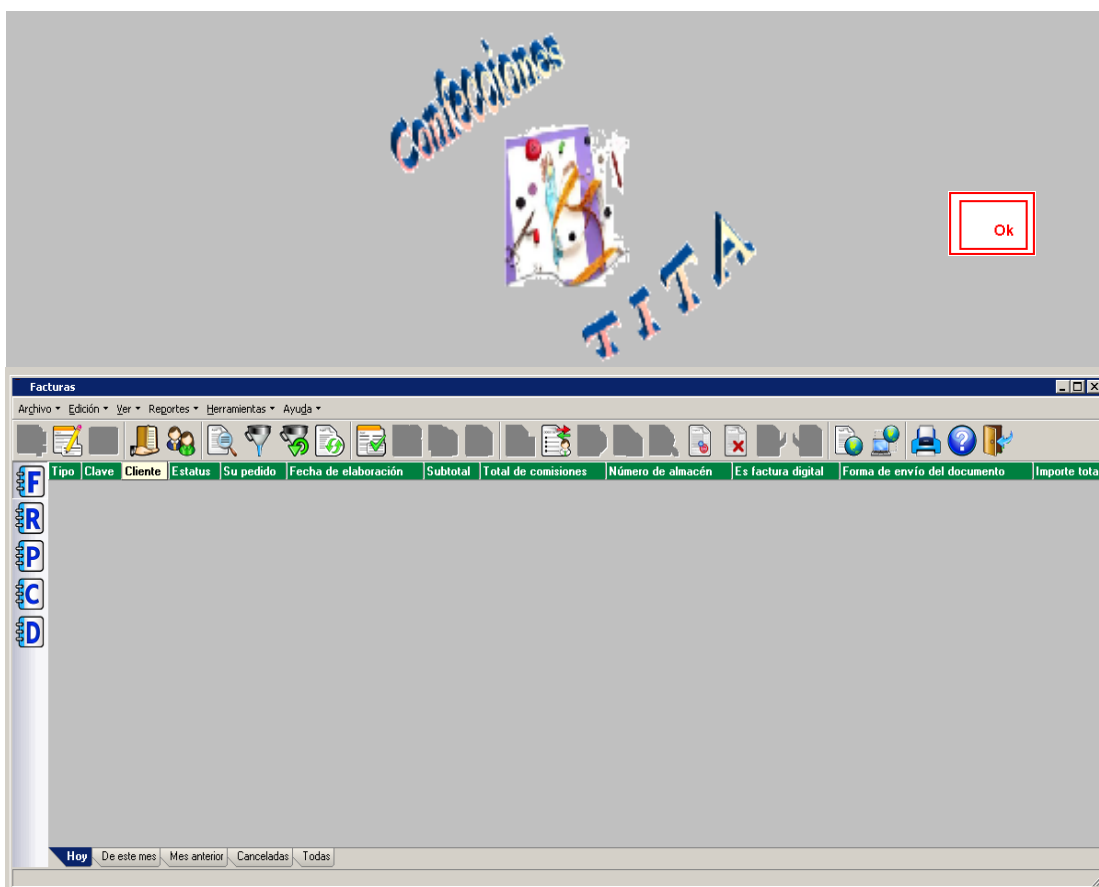 Confecciones
TITA
Ok
Facturas
Archivo Edición Ver Reportes Herramientas Ayuda
Tipo Clave Cliente Estatus Su pedido Fecha de elaboración Subtotal Total de comisiones Número de almacén Es factura digital Forma de envío del documento Importe tota
F
R
P
C
D
Hoy De este mes Mes anterior Canceladas Todas